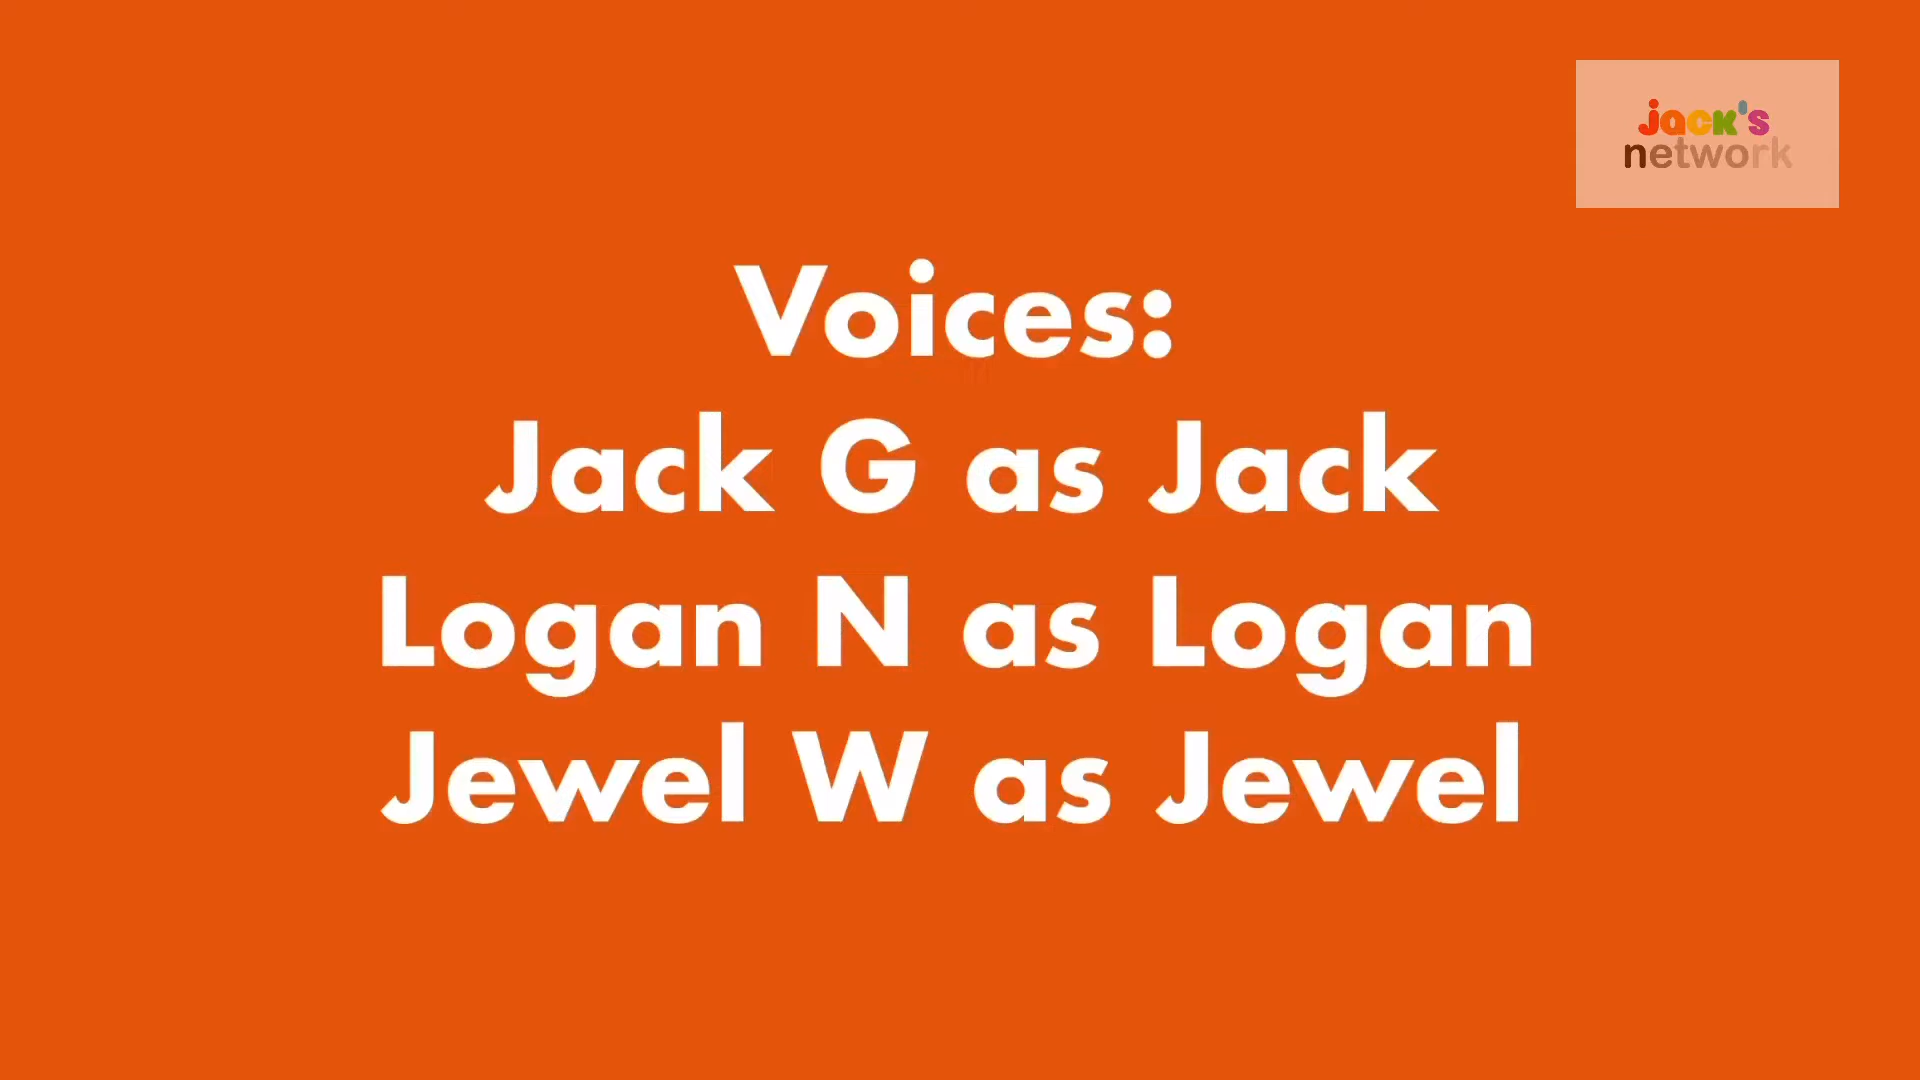 jack's
network
Voices:
Jack G as Jack
Logan N as Logan
Jewel W as Jewel